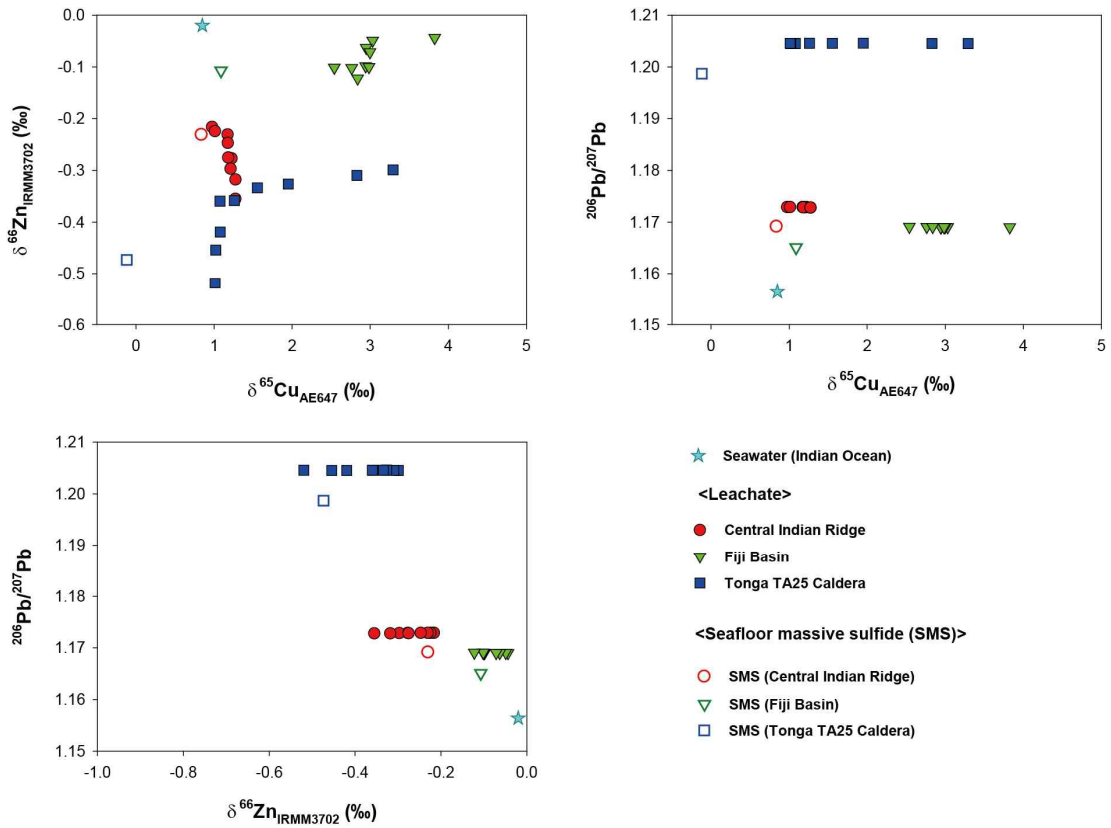 0.0
-0.1
-0.2
-0.3
-0.4
-0.5
-0.6
δ⁶⁶Zn_IRMM3702 (‰)
0 1 2 3 4 5
δ⁶⁵Cu_AE647 (‰)
1.21
1.20
1.19
1.18
1.17
1.16
1.15
²⁰⁶Pb/²⁰⁷Pb
0 1 2 3 4 5
δ⁶⁵Cu_AE647 (‰)
1.21
1.20
1.19
1.18
1.17
1.16
1.15
²⁰⁶Pb/²⁰⁷Pb
-1.0 -0.8 -0.6 -0.4 -0.2 0.0
δ⁶⁶Zn_IRMM3702 (‰)
Seawater (Indian Ocean)
<Leachate>
Central Indian Ridge
Fiji Basin
Tonga TA25 Caldera
<Seafloor massive sulfide (SMS)>
SMS (Central Indian Ridge)
SMS (Fiji Basin)
SMS (Tonga TA25 Caldera)